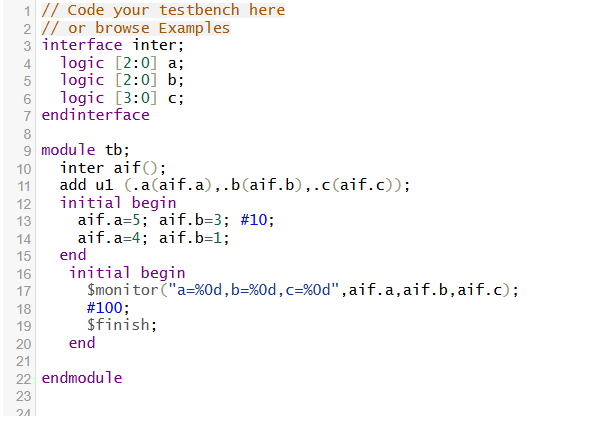 1 // Code your testbench here
2 // or browse Examples
3 interface inter;
4   logic [2:0] a;
5   logic [2:0] b;
6   logic [3:0] c;
7 endinterface
8
9 module tb;
10   inter aif();
11   add u1 (.a(aif.a),.b(aif.b),.c(aif.c));
12   initial begin
13     aif.a=5; aif.b=3; #10;
14     aif.a=4; aif.b=1;
15   end
16    initial begin
17      $monitor("a=%0d,b=%0d,c=%0d",aif.a,aif.b,aif.c);
18      #100;
19      $finish;
20    end
21
22 endmodule
23
24